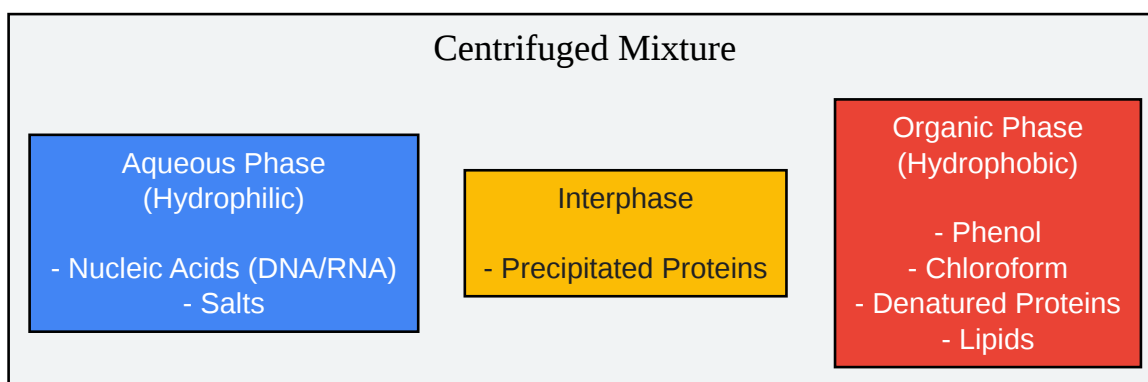 Centrifuged Mixture
Aqueous Phase
(Hydrophilic)
- Nucleic Acids (DNA/RNA)
- Salts
Interphase
- Precipitated Proteins
Organic Phase
(Hydrophobic)
- Phenol
- Chloroform
- Denatured Proteins
- Lipids